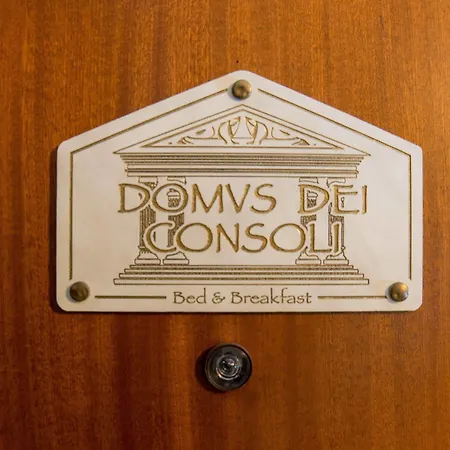 DOMVS DEI
CONSOLI
Bed & Breakfast